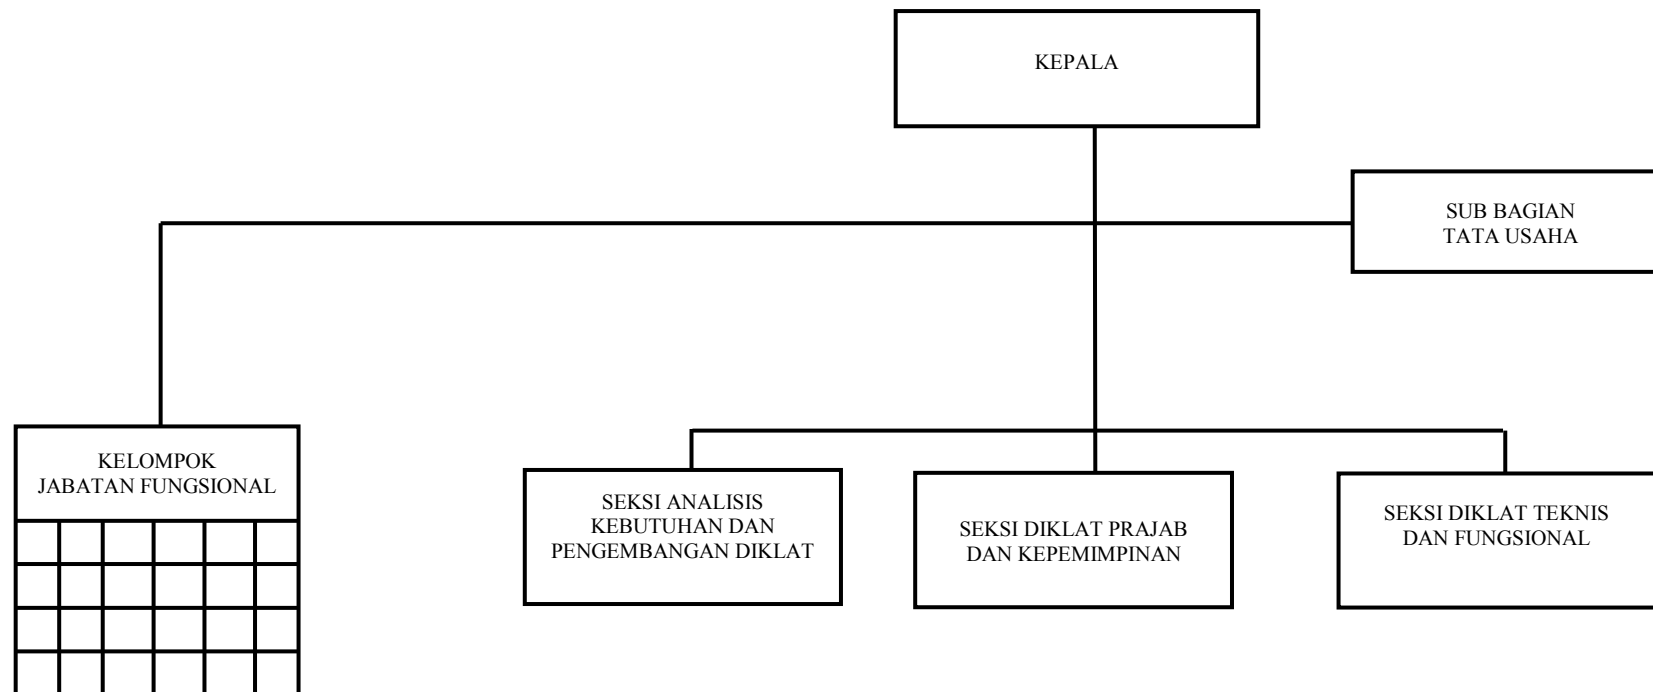 KEPALA
SUB BAGIAN
TATA USAHA
KELOMPOK
JABATAN FUNGSIONAL
SEKSI ANALISIS
KEBUTUHAN DAN
PENGEMBANGAN DIKLAT
SEKSI DIKLAT PRAJAB
DAN KEPEMIMPINAN
SEKSI DIKLAT TEKNIS
DAN FUNGSIONAL